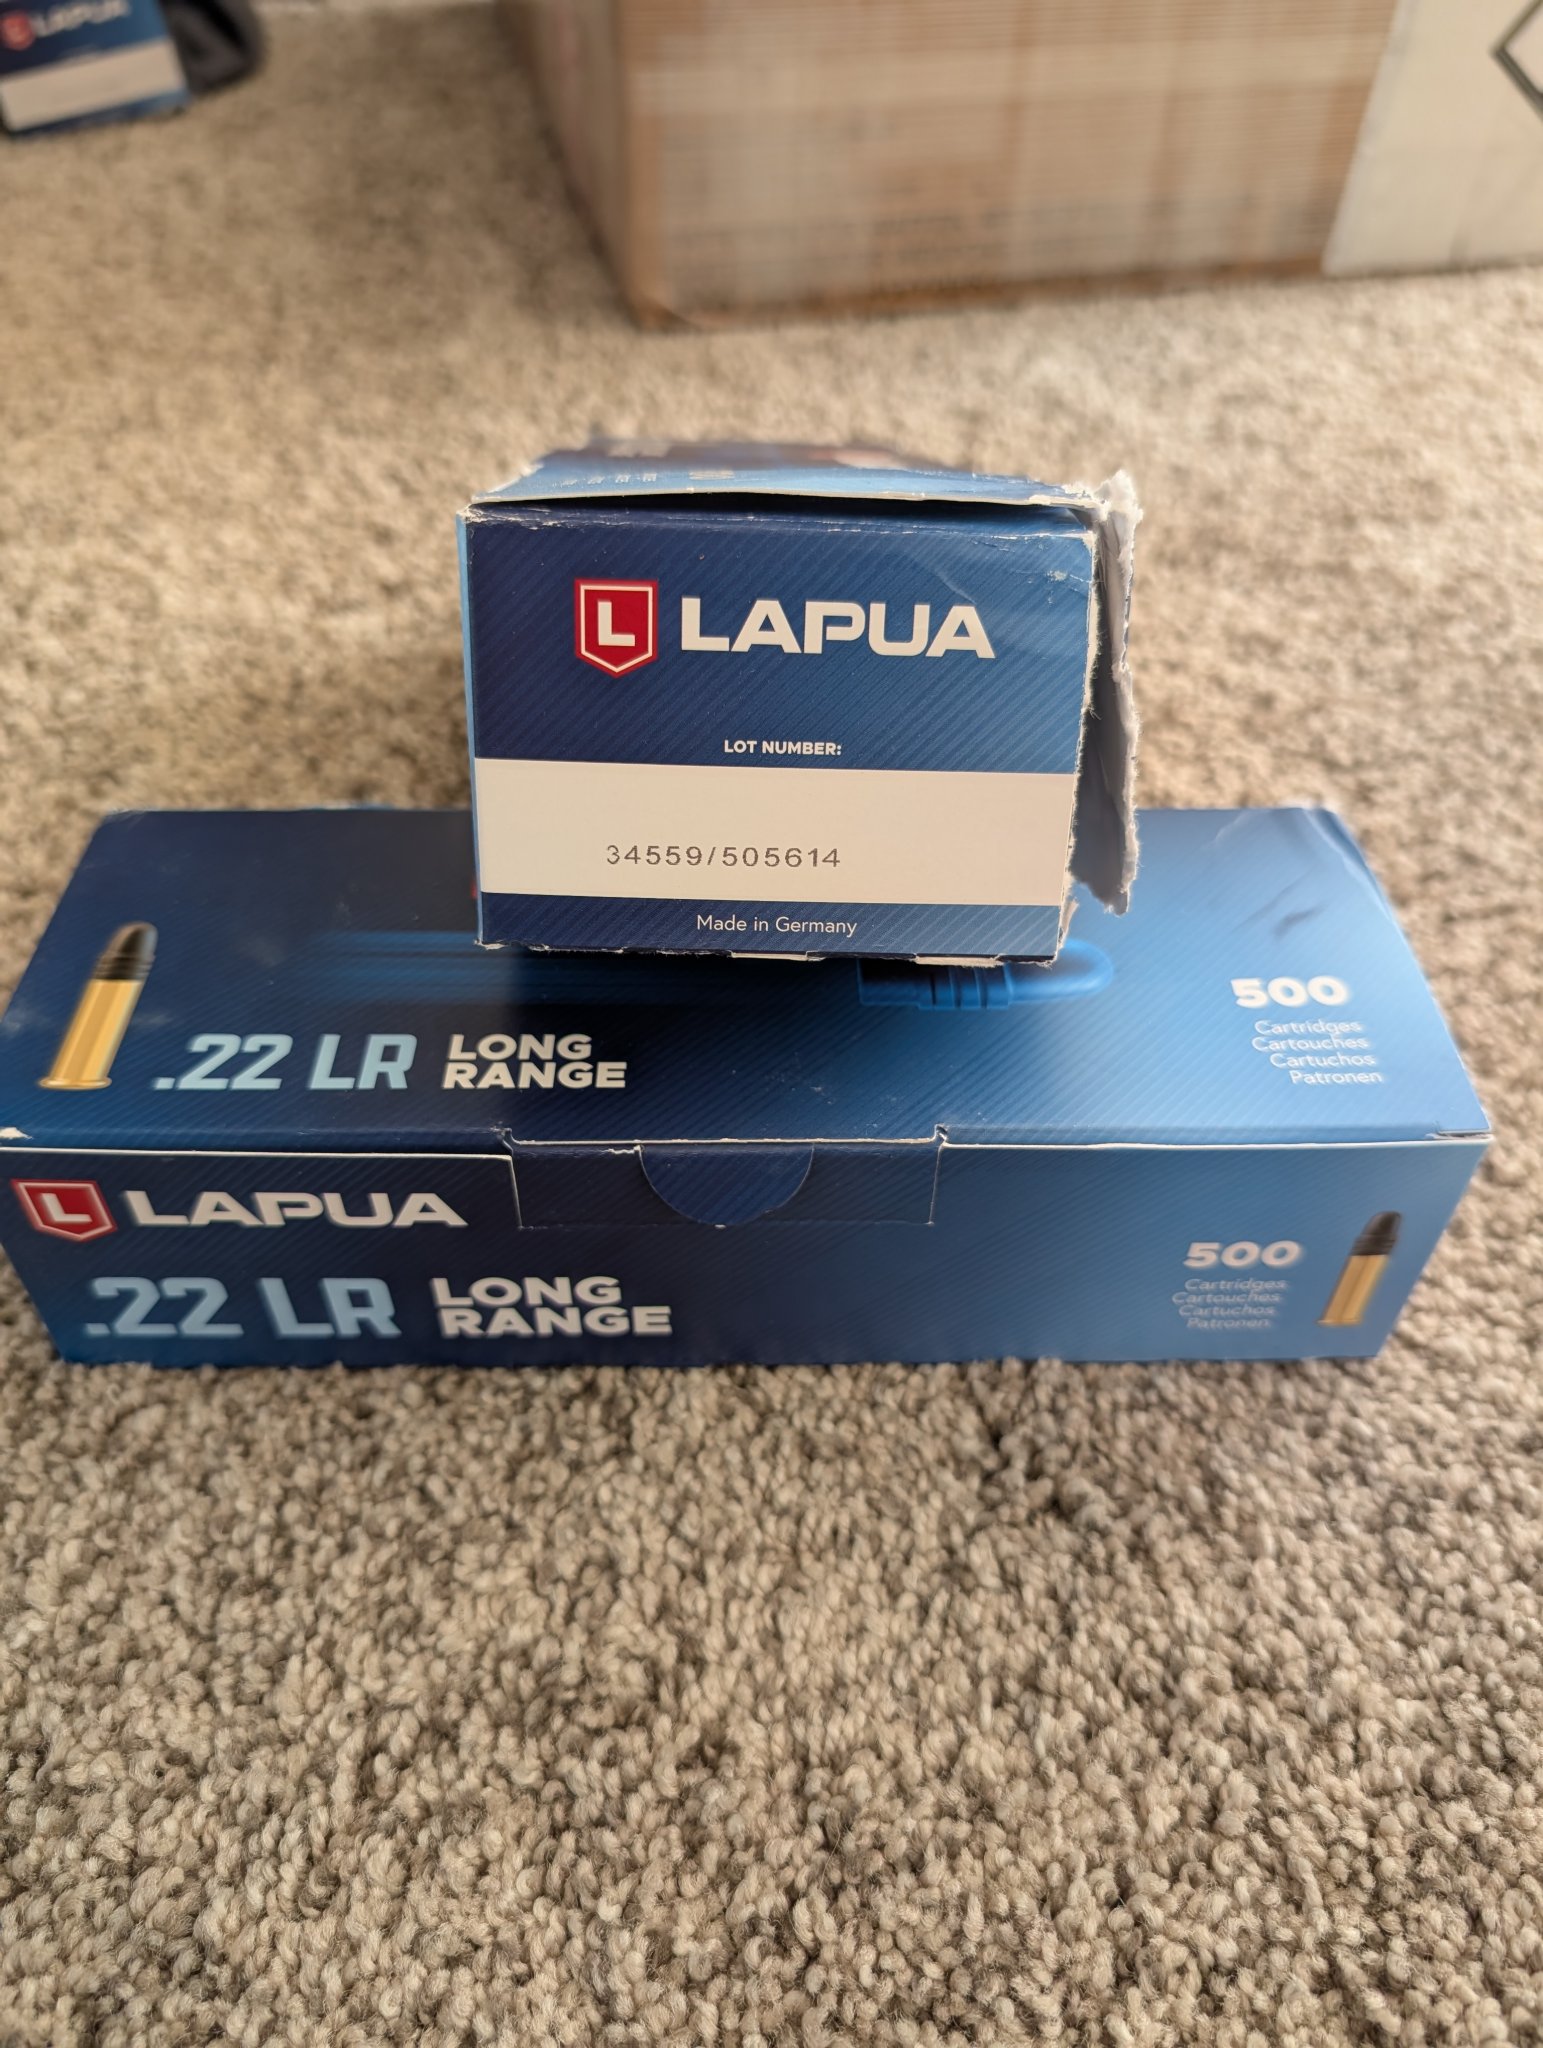 LAPUA
L LAPUA
LOT NUMBER:
34559/505614
Made in Germany
.22 LR LONG RANGE
500
Cartridges
Cartouches
Cartuchos
Patronen
L LAPUA
.22 LR LONG RANGE
500
Cartridges
Cartouches
Cartuchos
Patronen